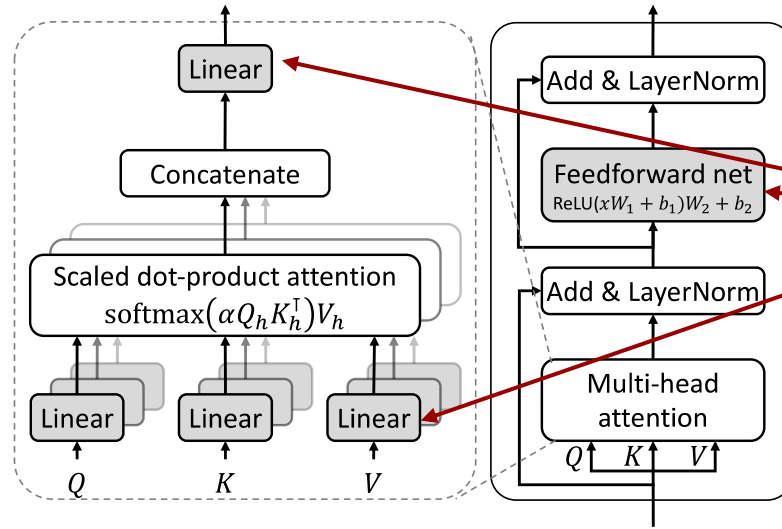 Linear
Concatenate
Scaled dot-product attention
softmax(αQ_hK_h^⊺)V_h
Linear
Linear
Linear
Q
K
V
Add & LayerNorm
Feedforward net
ReLU(xW_1 + b_1)W_2 + b_2
Add & LayerNorm
Multi-head
attention
Q
K
V